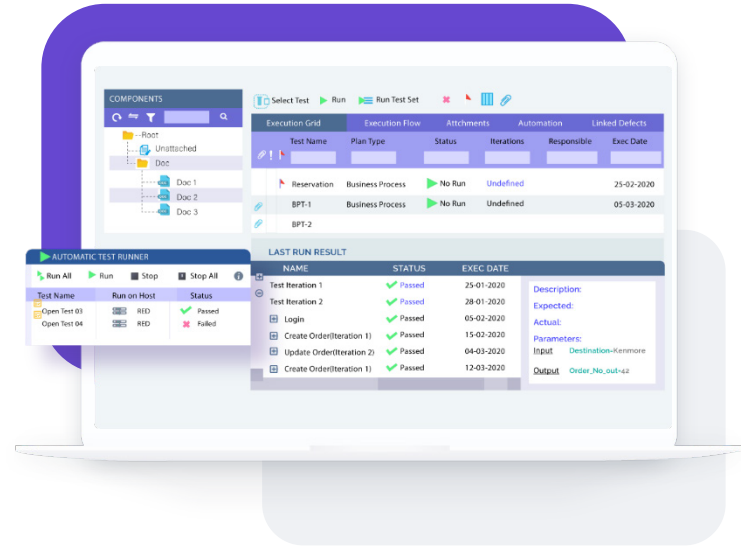 COMPONENTS
--Root
Unasttached
Doc
Doc 1
Doc 2
Doc 3
Select Test Run Run Test Set
Execution Grid Execution Flow Attchments Automation Linked Defects
Test Name Plan Type Status Iterations Responsible Exec Date
Reservation Business Process No Run Undefined 25-02-2020
BPT-1 Business Process No Run Undefined 05-03-2020
BPT-2
AUTOMATIC TEST RUNNER
Run All Run Stop Stop All
Test Name Run on Host Status
Open Test 03 RED Passed
Open Test 04 RED Failed
LAST RUN RESULT
NAME STATUS EXEC DATE
Test Iteration 1 Passed 25-01-2020
Test Iteration 2 Passed 28-01-2020
Login Passed 05-02-2020
Create Order(Iteration 1) Passed 15-02-2020
Update Order(Iteration 2) Passed 04-03-2020
Create Order(Iteration 1) Passed 12-03-2020
Description:
Expected:
Actual:
Parameters:
Input Destination-Kenmore
Output Order_No_out-42